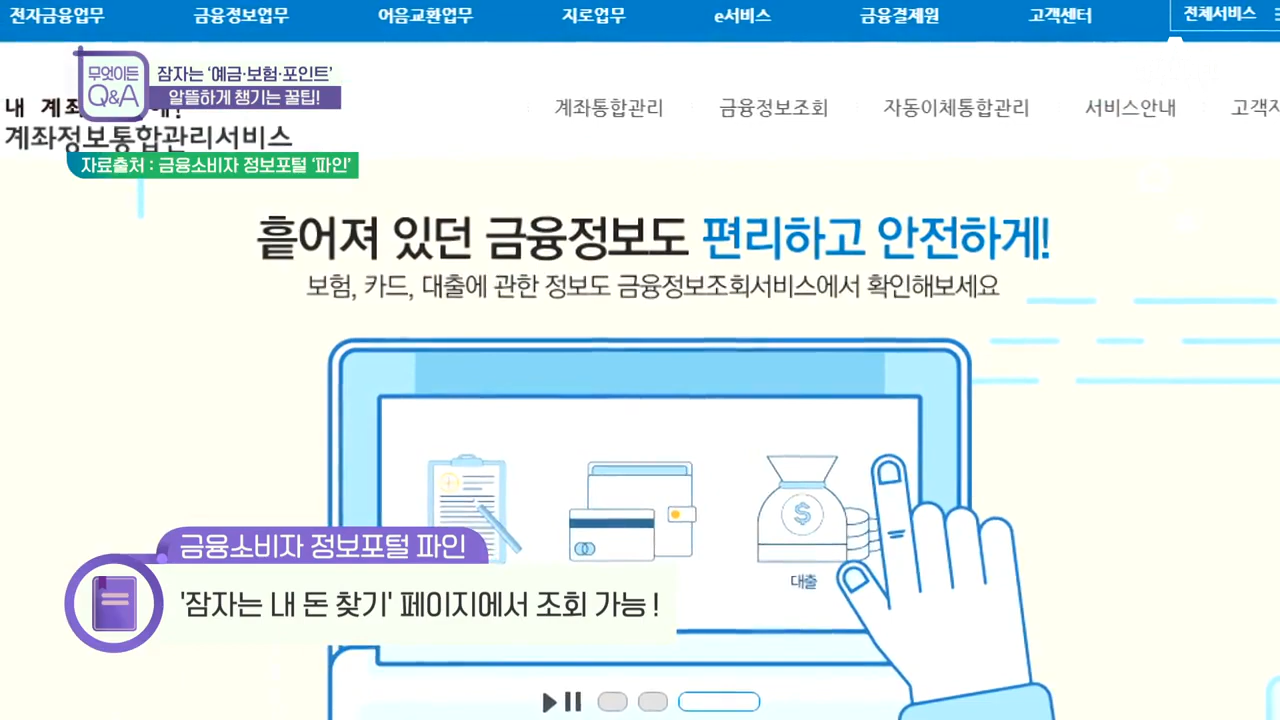 전자금융업무 금융정보업무 어음교환업무 지로업무 e서비스 금융결제원 고객센터 전체서비스
무엇이든
Q&A
잠자는 '예금·보험·포인트'
알뜰하게 챙기는 꿀팁!
내 계좌
계좌정보통합관리서비스
계좌통합관리 금융정보조회 자동이체통합관리 서비스안내
자료출처 : 금융소비자 정보포털 '파인'
흩어져 있던 금융정보도 편리하고 안전하게!
보험, 카드, 대출에 관한 정보도 금융정보조회서비스에서 확인해보세요
대출
금융소비자 정보포털 파인
'잠자는 내 돈 찾기' 페이지에서 조회 가능!